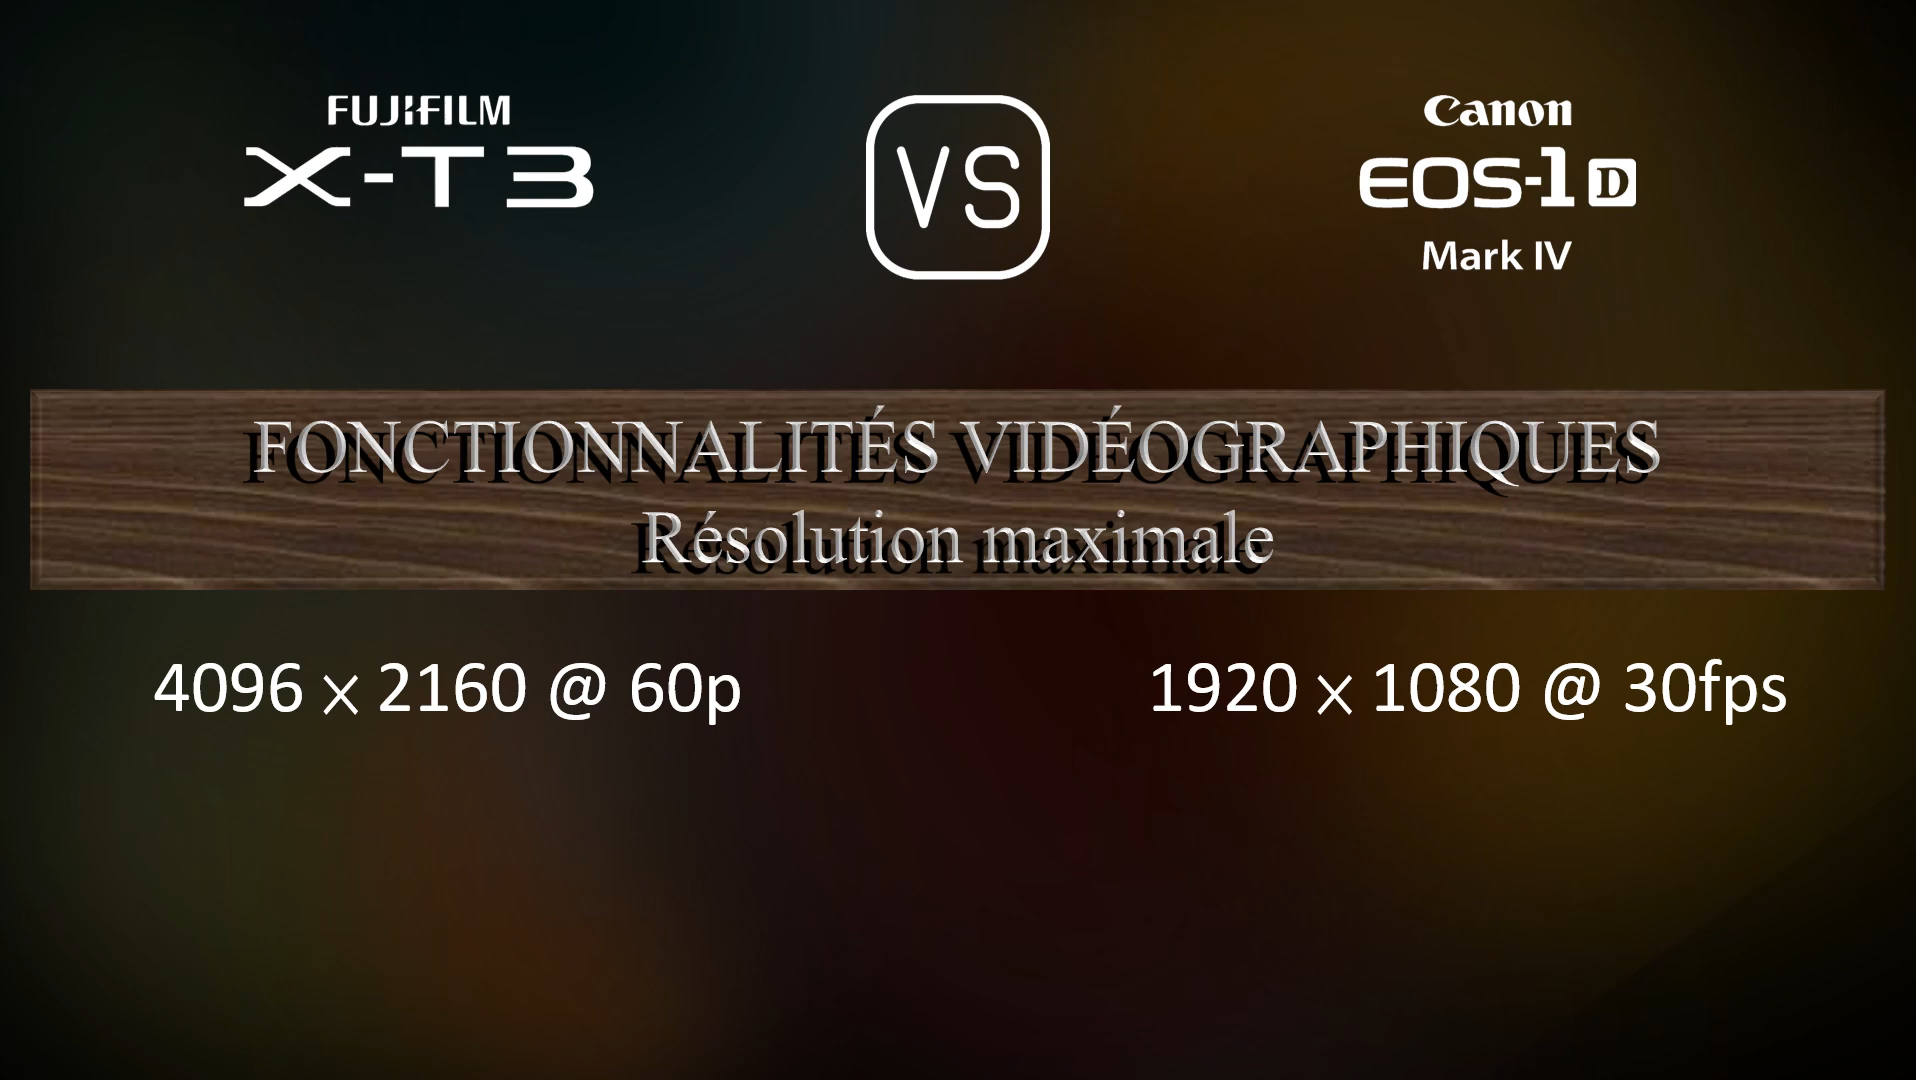 FUJIFILM
X-T3
VS
Canon
EOS-1D
Mark IV
FONCTIONNALITÉS VIDÉOGRAPHIQUES
Résolution maximale
4096 x 2160 @ 60p
1920 x 1080 @ 30fps